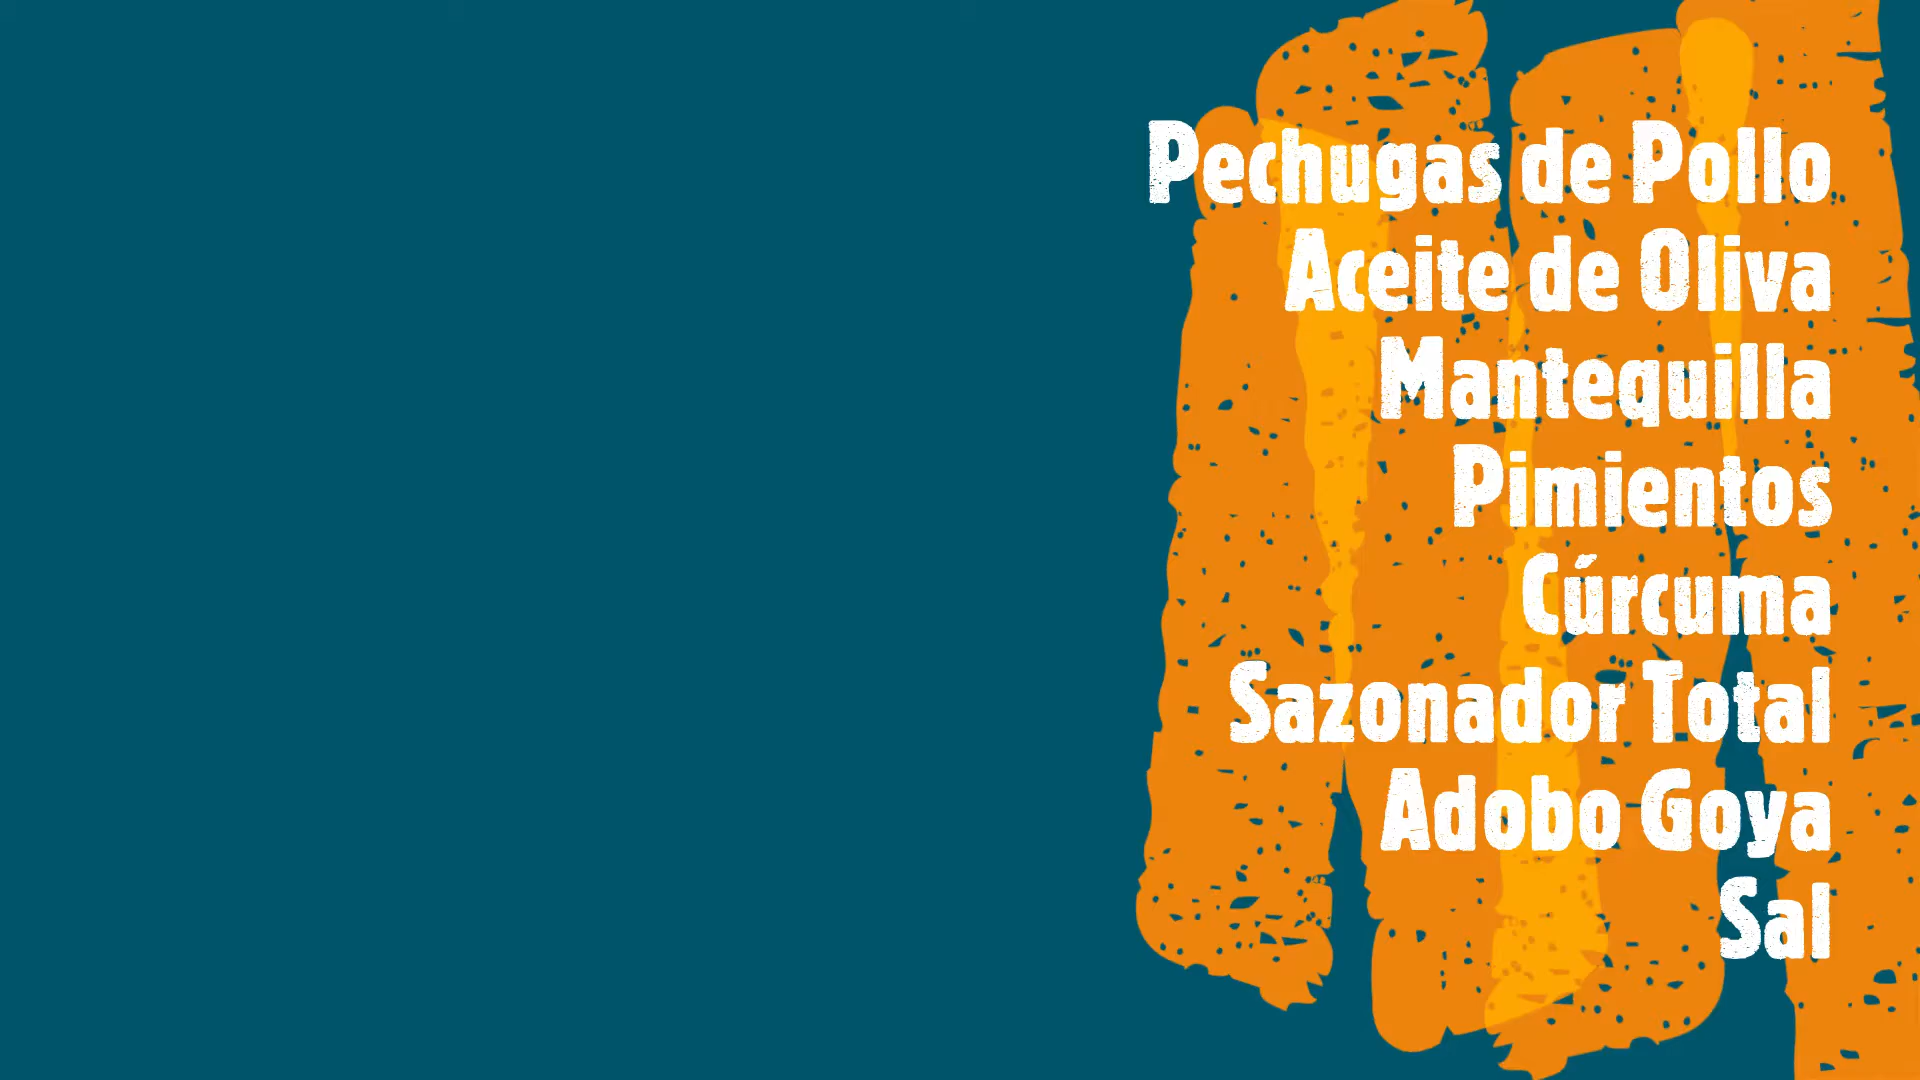 Pechugas de Pollo
Aceite de Oliva
Mantequilla
Pimientos
Cúrcuma
Sazonador Total
Adobo Goya
Sal